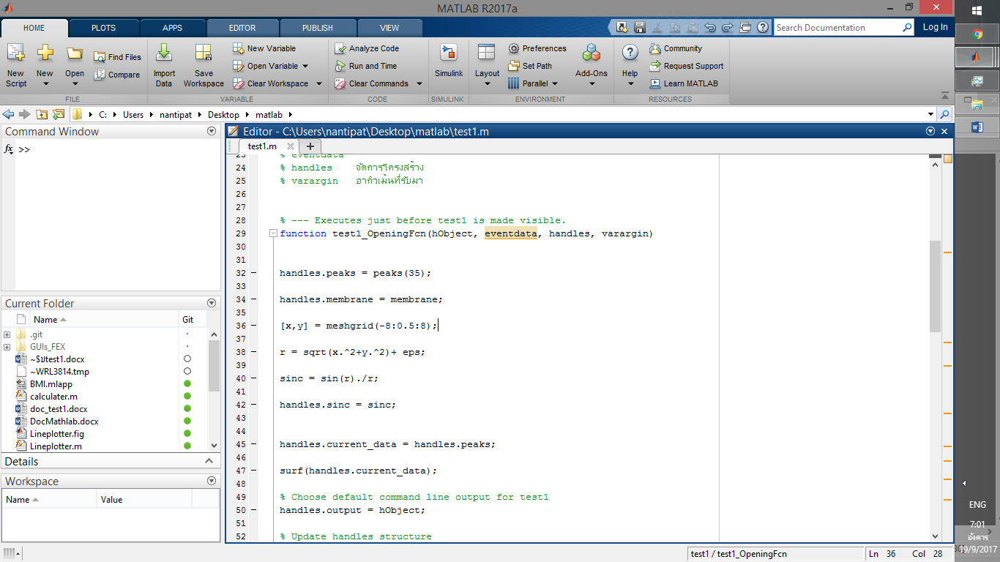 MATLAB R2017a
HOME PLOTS APPS EDITOR PUBLISH VIEW
Search Documentation
Log In
New Script
New
Open
Find Files
Compare
Import Data
Save Workspace
New Variable
Open Variable
Clear Workspace
Analyze Code
Run and Time
Clear Commands
Simulink
Layout
Preferences
Set Path
Parallel
Add-Ons
Help
Community
Request Support
Learn MATLAB
FILE VARIABLE CODE SIMULINK ENVIRONMENT RESOURCES
C: Users nantipat Desktop matlab
Command Window
fx >>
Current Folder
Name Git
.git
GUIs_FEX
~$มtest1.docx
~WRL3814.tmp
BMI.mlapp
calculater.m
doc_test1.docx
DocMathlab.docx
Lineplotter.fig
Lineplotter.m
Details
Workspace
Name Value
Editor - C:\Users\nantipat\Desktop\matlab\test1.m
test1.m
23 % eventdata
24 % handles จัดการโครงสร้าง
25 % varargin อากิวเม้นที่รับมา
26
27
28 % --- Executes just before test1 is made visible.
29 function test1_OpeningFcn(hObject, eventdata, handles, varargin)
30
31
32 handles.peaks = peaks(35);
33
34 handles.membrane = membrane;
35
36 [x,y] = meshgrid(-8:0.5:8);
37
38 r = sqrt(x.^2+y.^2)+ eps;
39
40 sinc = sin(r)./r;
41
42 handles.sinc = sinc;
43
44
45 handles.current_data = handles.peaks;
46
47 surf(handles.current_data);
48
49 % Choose default command line output for test1
50 handles.output = hObject;
51
52 % Update handles structure
test1 / test1_OpeningFcn
Ln 36 Col 28
ENG
7:01
อังคาร
19/9/2017